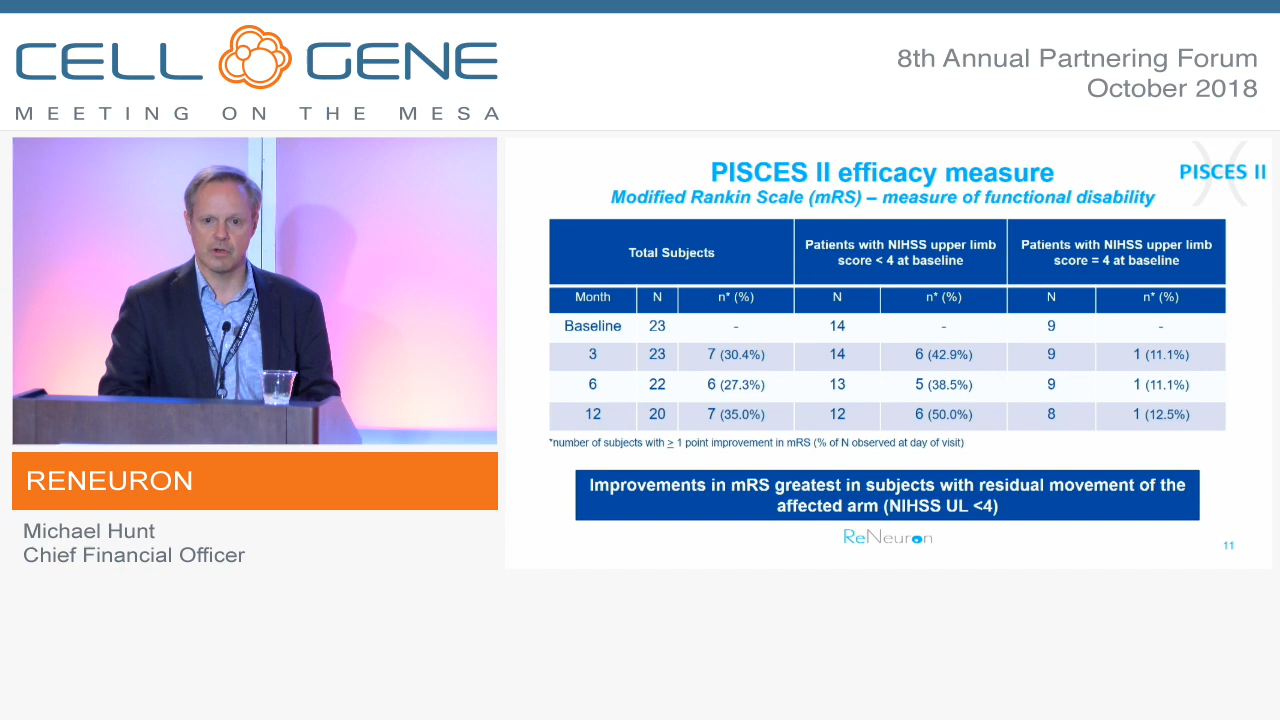 CELL GENE
MEETING ON THE MESA
8th Annual Partnering Forum
October 2018
PISCES II efficacy measure
PISCES II
Modified Rankin Scale (mRS) – measure of functional disability
Total Subjects
Patients with NIHSS upper limb
score < 4 at baseline
Patients with NIHSS upper limb
score = 4 at baseline
Month N n* (%) N n* (%) N n* (%)
Baseline 23 - 14 - 9 -
3 23 7 (30.4%) 14 6 (42.9%) 9 1 (11.1%)
6 22 6 (27.3%) 13 5 (38.5%) 9 1 (11.1%)
12 20 7 (35.0%) 12 6 (50.0%) 8 1 (12.5%)
*number of subjects with ≥ 1 point improvement in mRS (% of N observed at day of visit)
Improvements in mRS greatest in subjects with residual movement of the
affected arm (NIHSS UL <4)
ReNeuron
11
RENEURON
Michael Hunt
Chief Financial Officer